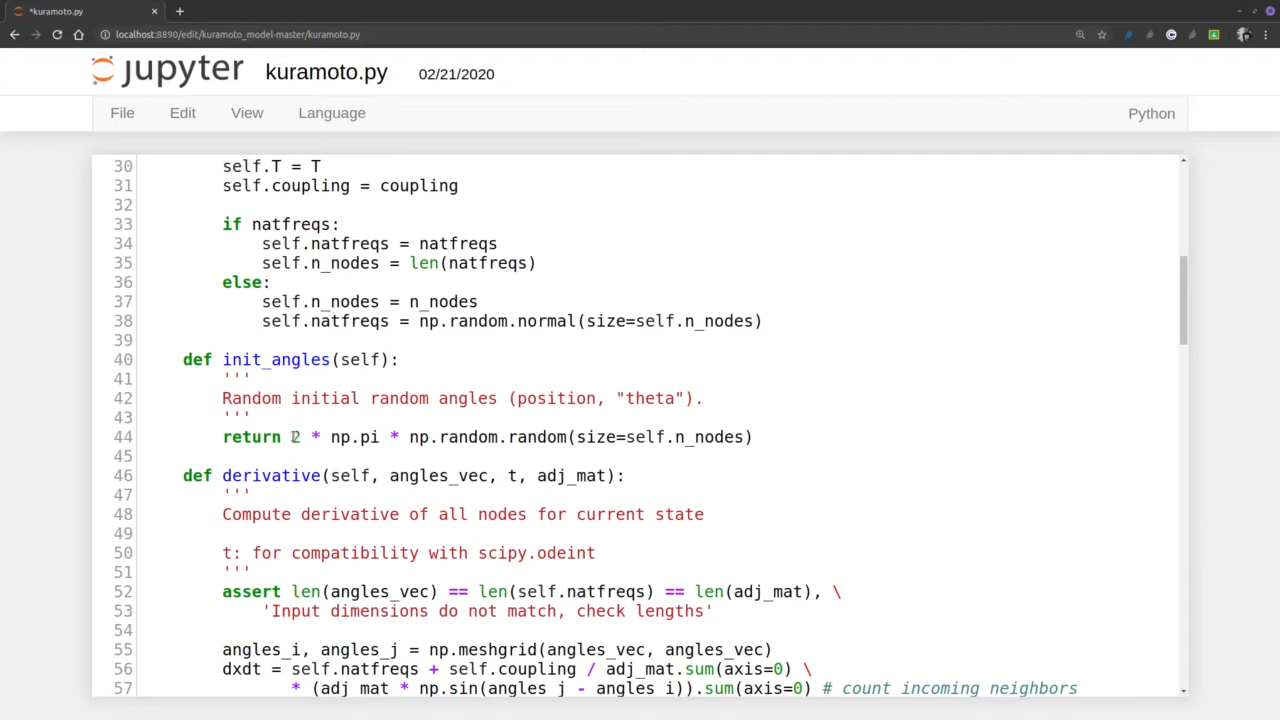 *kuramoto.py
localhost:8890/edit/kuramoto_model-master/kuramoto.py
jupyter kuramoto.py 02/21/2020
File Edit View Language Python
30 self.T = T
31 self.coupling = coupling
32
33 if natfreqs:
34 self.natfreqs = natfreqs
35 self.n_nodes = len(natfreqs)
36 else:
37 self.n_nodes = n_nodes
38 self.natfreqs = np.random.normal(size=self.n_nodes)
39
40 def init_angles(self):
41 '''
42 Random initial random angles (position, "theta").
43 '''
44 return 2 * np.pi * np.random.random(size=self.n_nodes)
45
46 def derivative(self, angles_vec, t, adj_mat):
47 '''
48 Compute derivative of all nodes for current state
49
50 t: for compatibility with scipy.odeint
51 '''
52 assert len(angles_vec) == len(self.natfreqs) == len(adj_mat), \
53 'Input dimensions do not match, check lengths'
54
55 angles_i, angles_j = np.meshgrid(angles_vec, angles_vec)
56 dxdt = self.natfreqs + self.coupling / adj_mat.sum(axis=0) \
57 * (adj_mat * np.sin(angles_j - angles_i)).sum(axis=0) # count incoming neighbors